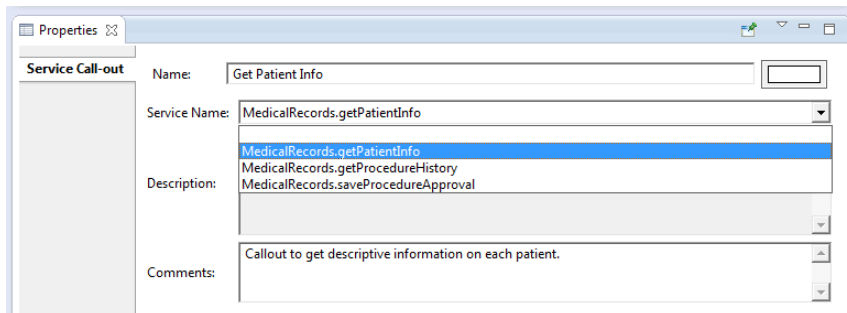 Properties
Service Call-out
Name: Get Patient Info
Service Name: MedicalRecords.getPatientInfo
MedicalRecords.getPatientInfo
MedicalRecords.getProcedureHistory
Description: MedicalRecords.saveProcedureApproval
Callout to get descriptive information on each patient.
Comments: